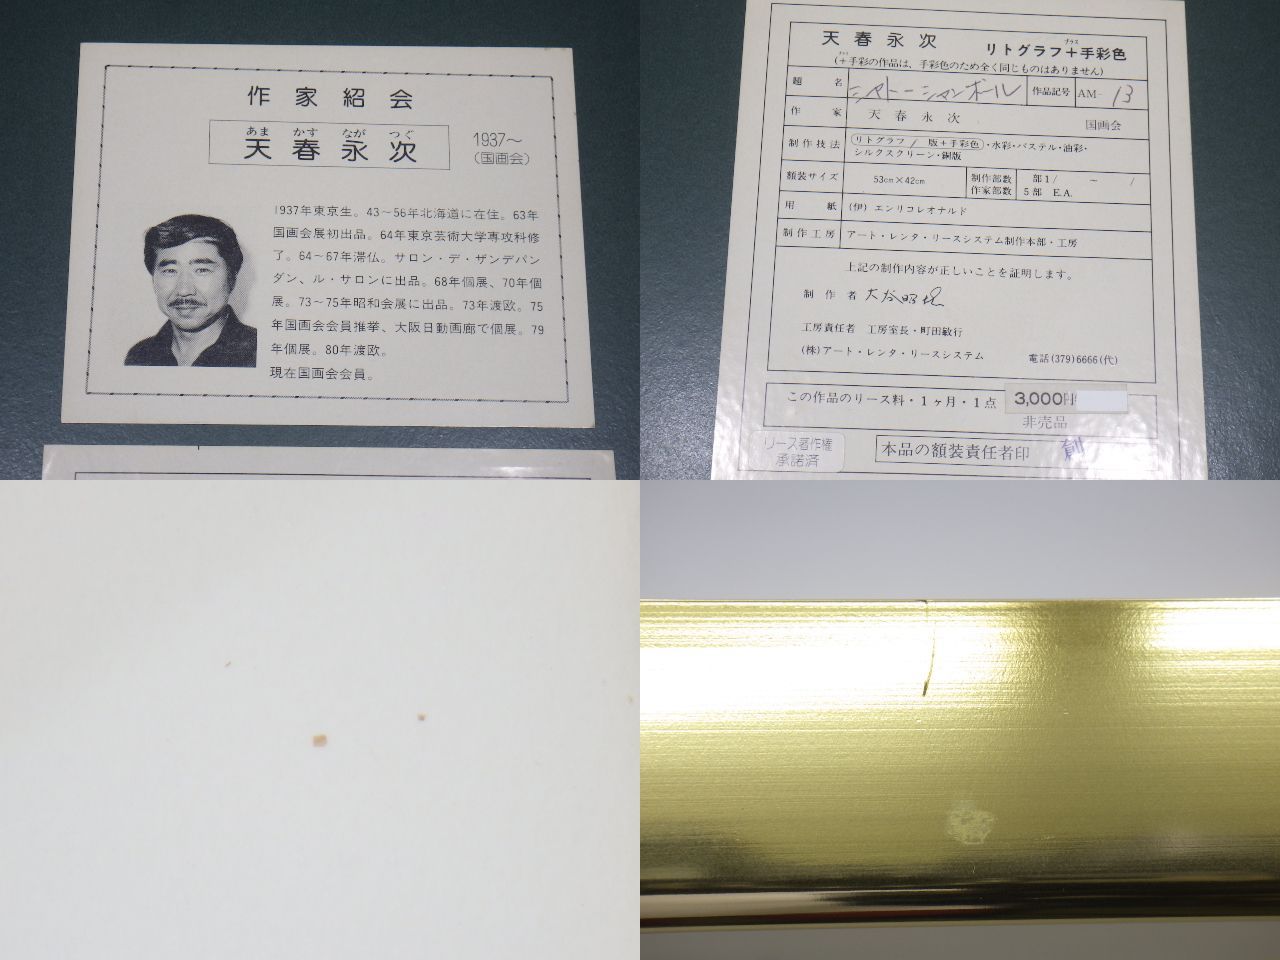 作家紹介
あま かす なが つぐ
天春永次
1937〜
(国画会)
1937年東京生。43〜56年北海道に在住。63年
国画会展初出品。64年東京芸術大学専攻科修
了。64〜67年滞仏。サロン・デ・ザンデパン
ダン、ル・サロンに出品。68年個展、70年個
展。73〜75年昭和会展に出品。73年渡欧。75
年国画会会員推挙、大阪日動画廊で個展。79
年個展。80年渡欧。
現在国画会会員。
天春永次 リトグラフ+手彩色
プラス
(+手彩の作品は、手彩色のため全く同じものはありません)
題名 シャトーシャンボール 作品記号 AM- 13
作家 天春永次 国画会
制作技法 リトグラフ/ 版+手彩色・水彩・パステル・油彩・
シルクスクリーン・銅版
額装サイズ 53cm×42cm 制作部数 部1/ 〜 /
作家部数 5部 E.A.
用紙 (伊)エンリコレオナルド
制作工房 アート・レンタ・リースシステム制作本部・工房
上記の制作内容が正しいことを証明します。
制作者
工房責任者 工房室長・町田敏行
(株)アート・レンタ・リースシステム 電話(379)6666(代)
この作品のリース料・1ヶ月・1点 3,000円
非売品
リース著作権
承諾済
本品の額装責任者印